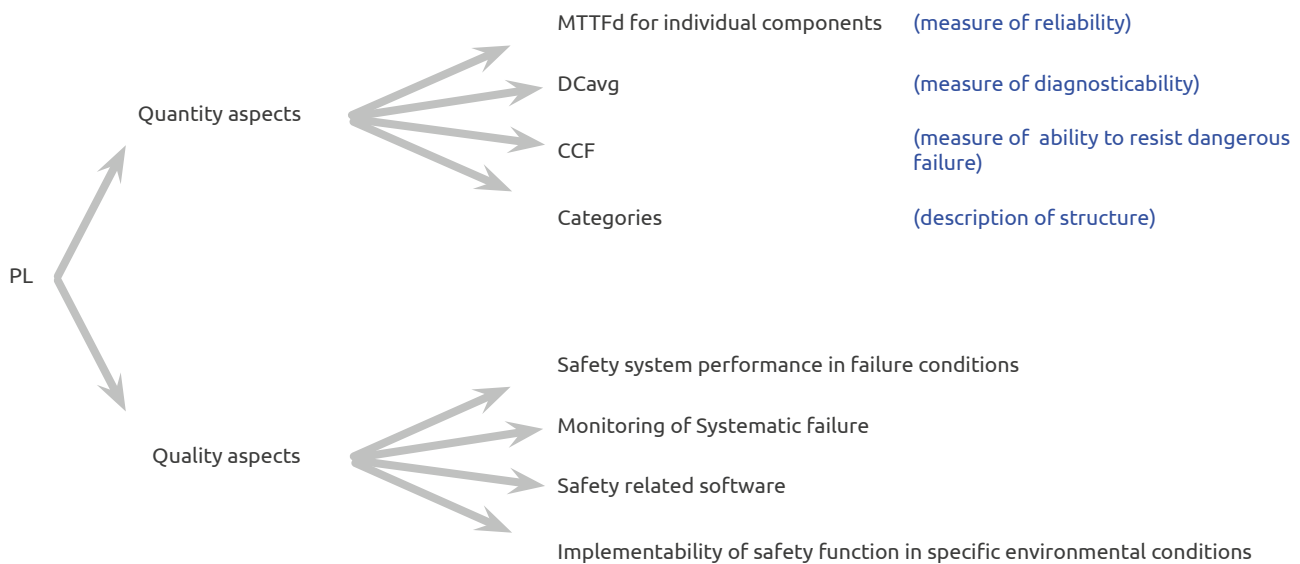 MTTFd for individual components (measure of reliability)
DCavg (measure of diagnosticability)
Quantity aspects
CCF (measure of ability to resist dangerous
failure)
Categories (description of structure)
PL
Safety system performance in failure conditions
Monitoring of Systematic failure
Quality aspects
Safety related software
Implementability of safety function in specific environmental conditions